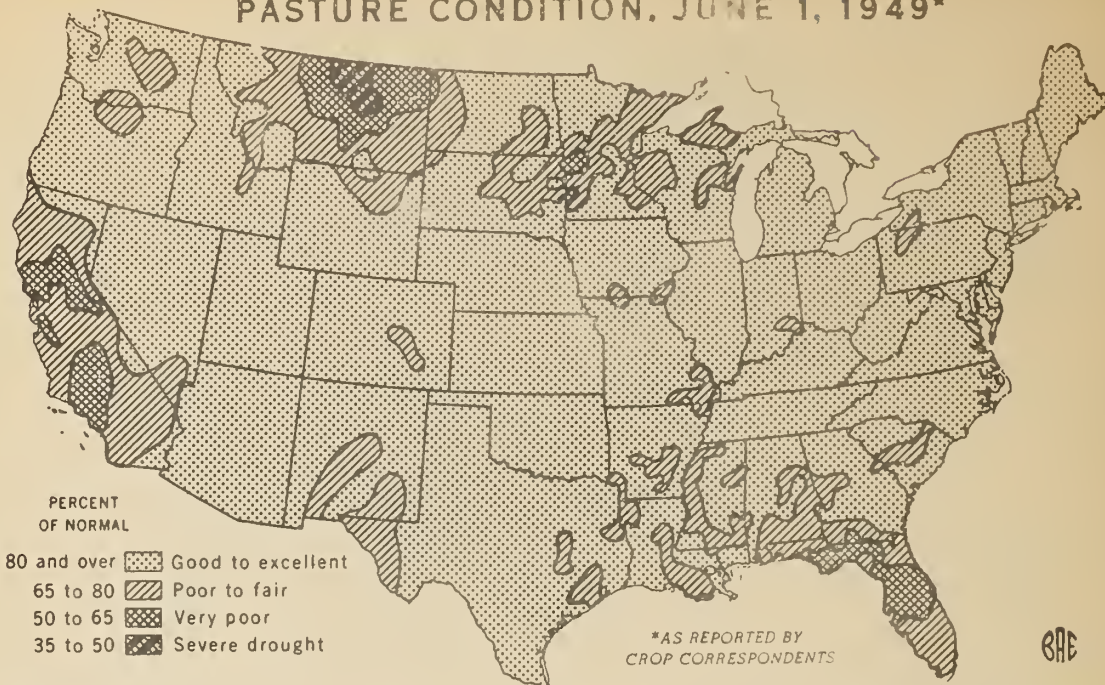 PASTURE CONDITION, JUNE 1, 1949*
PERCENT
OF NORMAL
80 and over Good to excellent
65 to 80 Poor to fair
50 to 65 Very poor
35 to 50 Severe drought
*AS REPORTED BY
CROP CORRESPONDENTS
BAE